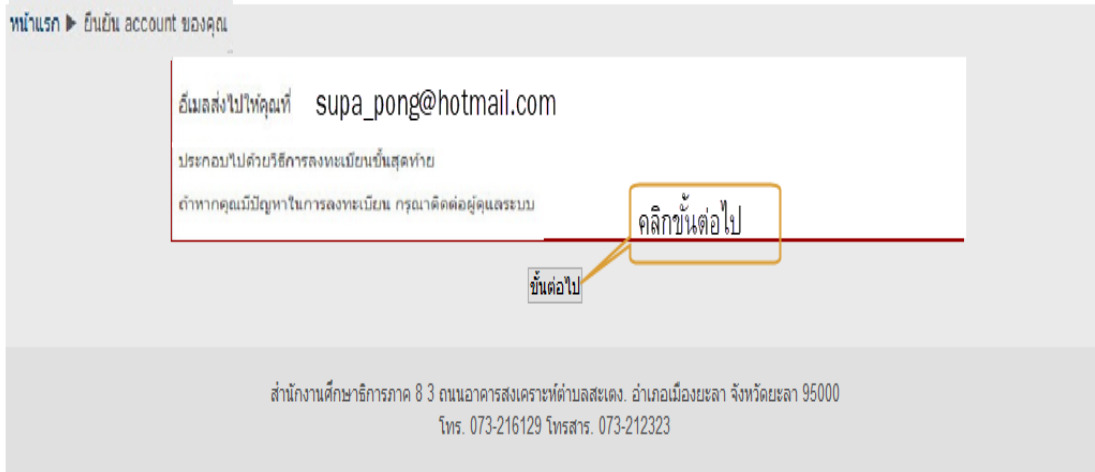 หน้าแรก ▶ ยืนยัน account ของคุณ
อีเมลส่งไปให้คุณที่ supa_pong@hotmail.com
ประกอบไปด้วยวิธีการลงทะเบียนขั้นสุดท้าย
ถ้าหากคุณมีปัญหาในการลงทะเบียน กรุณาติดต่อผู้ดูแลระบบ
คลิกขั้นต่อไป
ขั้นต่อไป
สำนักงานศึกษาธิการภาค 8 3 ถนนอาคารสงเคราะห์ตำบลสะเตง. อำเภอเมืองยะลา จังหวัดยะลา 95000
โทร. 073-216129 โทรสาร. 073-212323